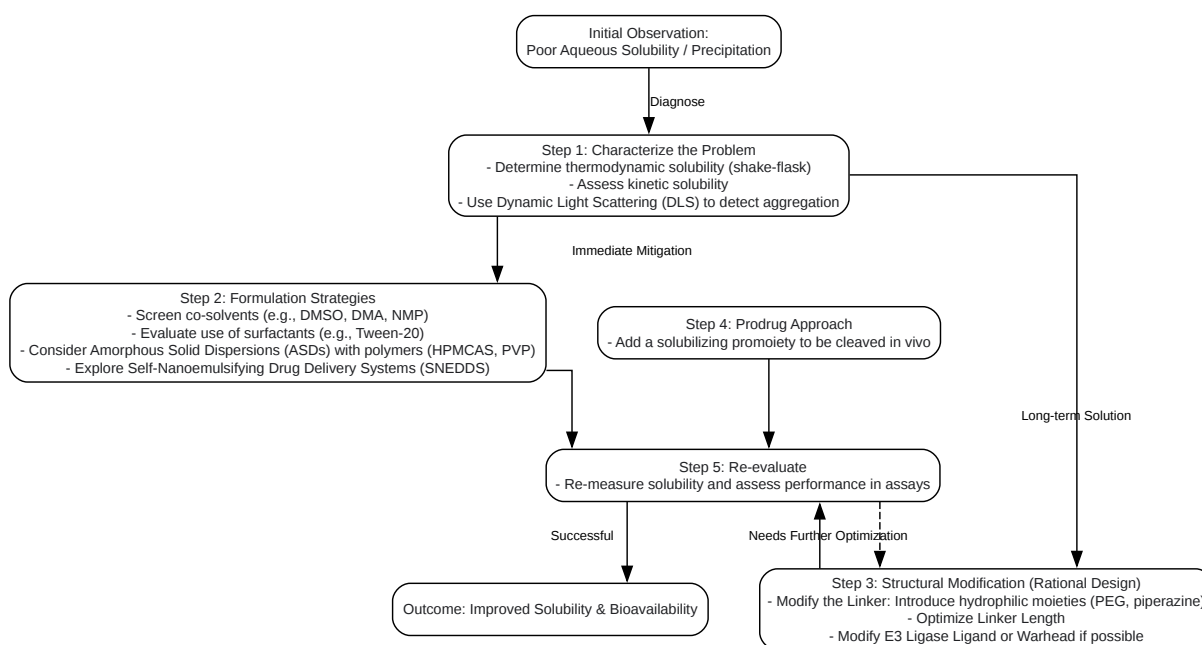 Initial Observation:
Poor Aqueous Solubility / Precipitation
Diagnose
Step 1: Characterize the Problem
- Determine thermodynamic solubility (shake-flask)
- Assess kinetic solubility
- Use Dynamic Light Scattering (DLS) to detect aggregation
Immediate Mitigation
Step 2: Formulation Strategies
- Screen co-solvents (e.g., DMSO, DMA, NMP)
- Evaluate use of surfactants (e.g., Tween-20)
- Consider Amorphous Solid Dispersions (ASDs) with polymers (HPMCAS, PVP)
- Explore Self-Nanoemulsifying Drug Delivery Systems (SNEDDS)
Step 4: Prodrug Approach
- Add a solubilizing promoiety to be cleaved in vivo
Long-term Solution
Step 5: Re-evaluate
- Re-measure solubility and assess performance in assays
Successful
Needs Further Optimization
Outcome: Improved Solubility & Bioavailability
Step 3: Structural Modification (Rational Design)
- Modify the Linker: Introduce hydrophilic moieties (PEG, piperazine)
- Optimize Linker Length
- Modify E3 Ligase Ligand or Warhead if possible